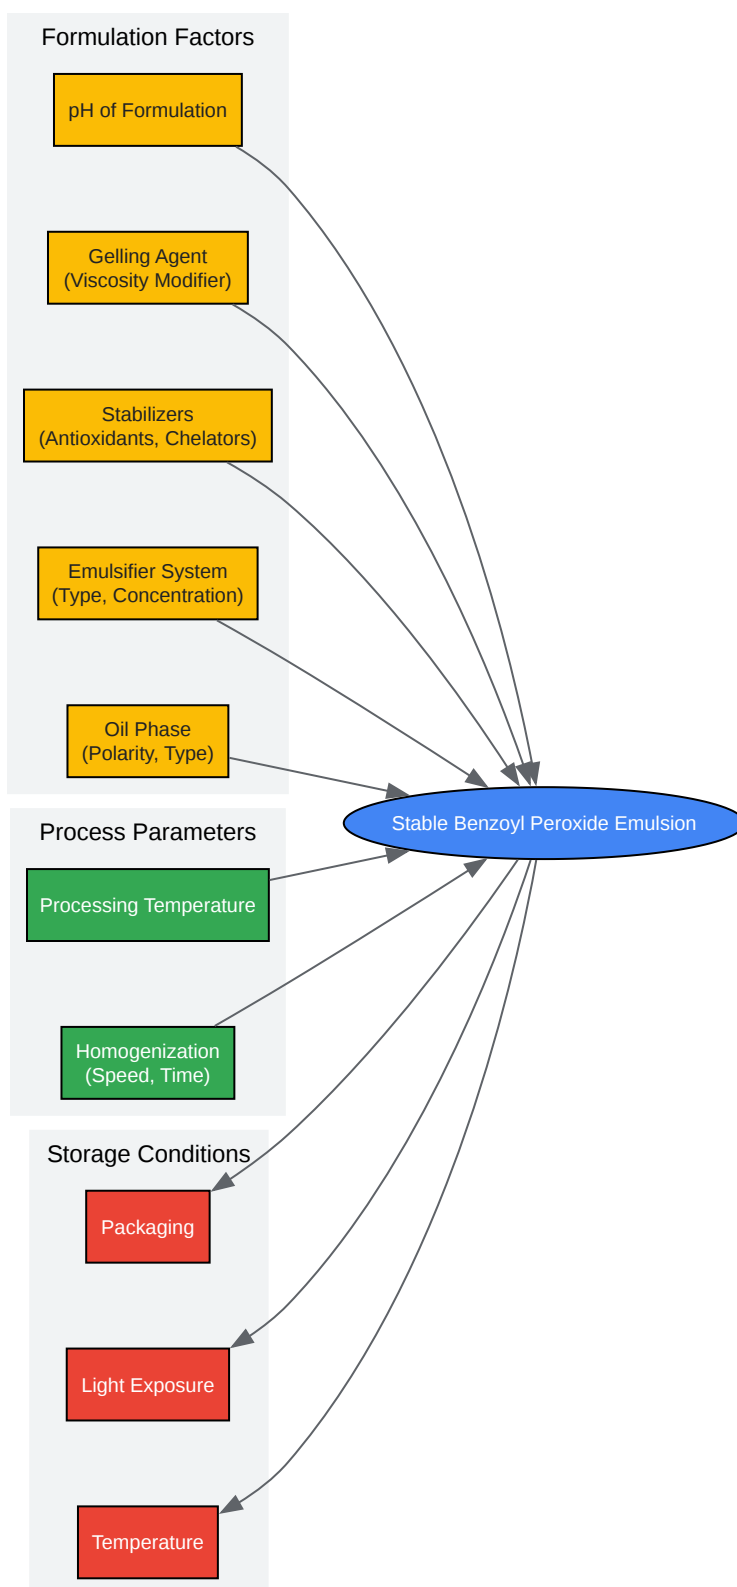 Formulation Factors
pH of Formulation
Gelling Agent
(Viscosity Modifier)
Stabilizers
(Antioxidants, Chelators)
Emulsifier System
(Type, Concentration)
Oil Phase
(Polarity, Type)
Stable Benzoyl Peroxide Emulsion
Process Parameters
Processing Temperature
Homogenization
(Speed, Time)
Storage Conditions
Packaging
Light Exposure
Temperature